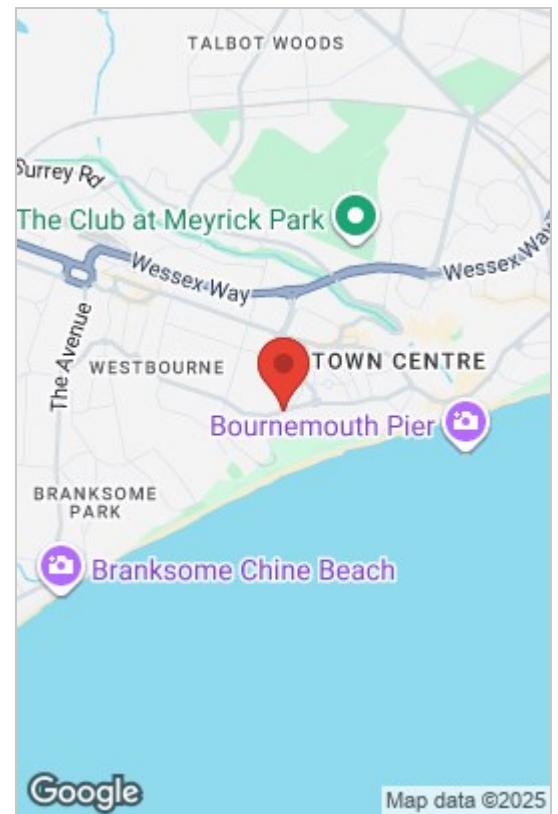 TALBOT WOODS
Surrey Rd
The Club at Meyrick Park
Wessex Way
Wessex Way
The Avenue
WESTBOURNE
TOWN CENTRE
Bournemouth Pier
BRANKSOME
PARK
Branksome Chine Beach
Google
Map data ©2025